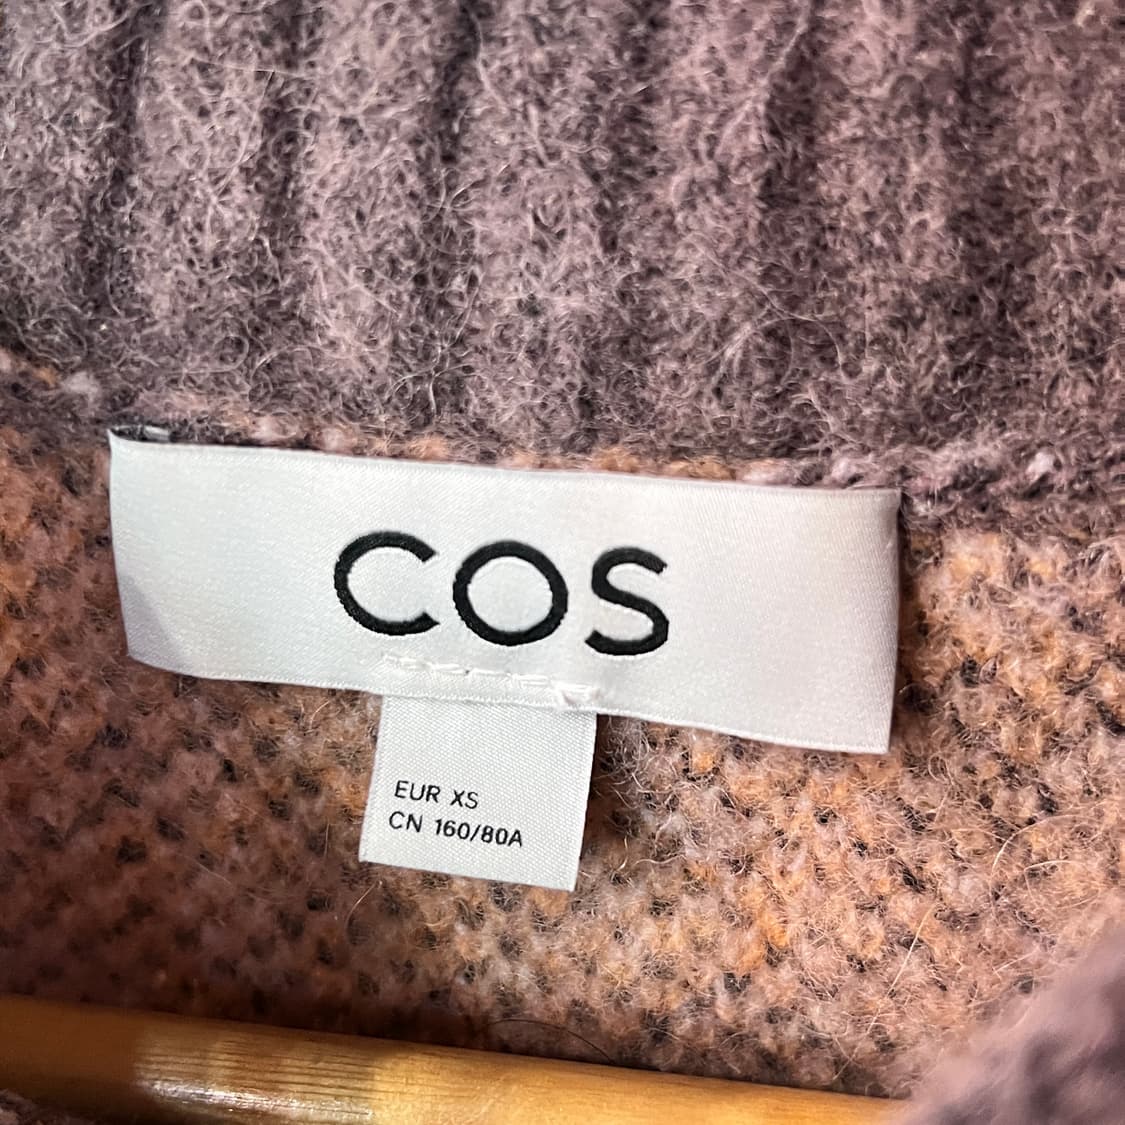 COS
EUR XS
CN 160/80A